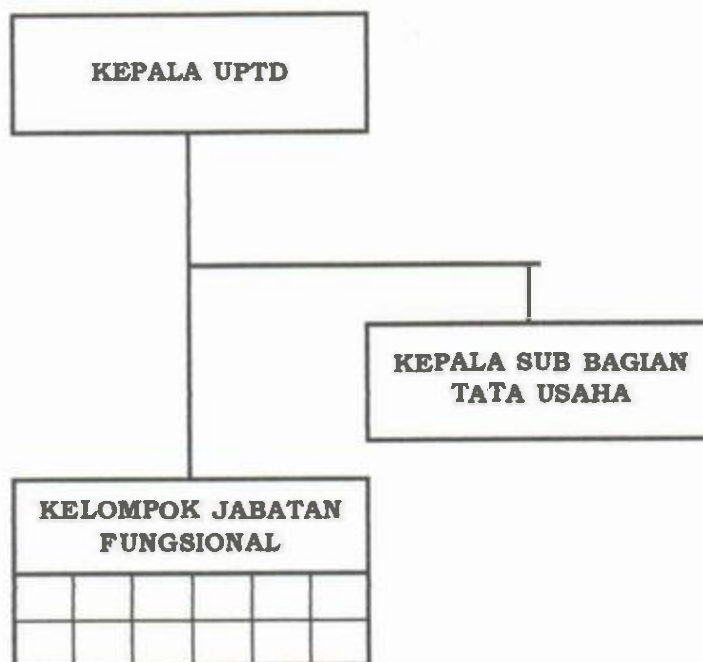 KEPALA UPTD
KEPALA SUB BAGIAN
TATA USAHA
KELOMPOK JABATAN
FUNGSIONAL